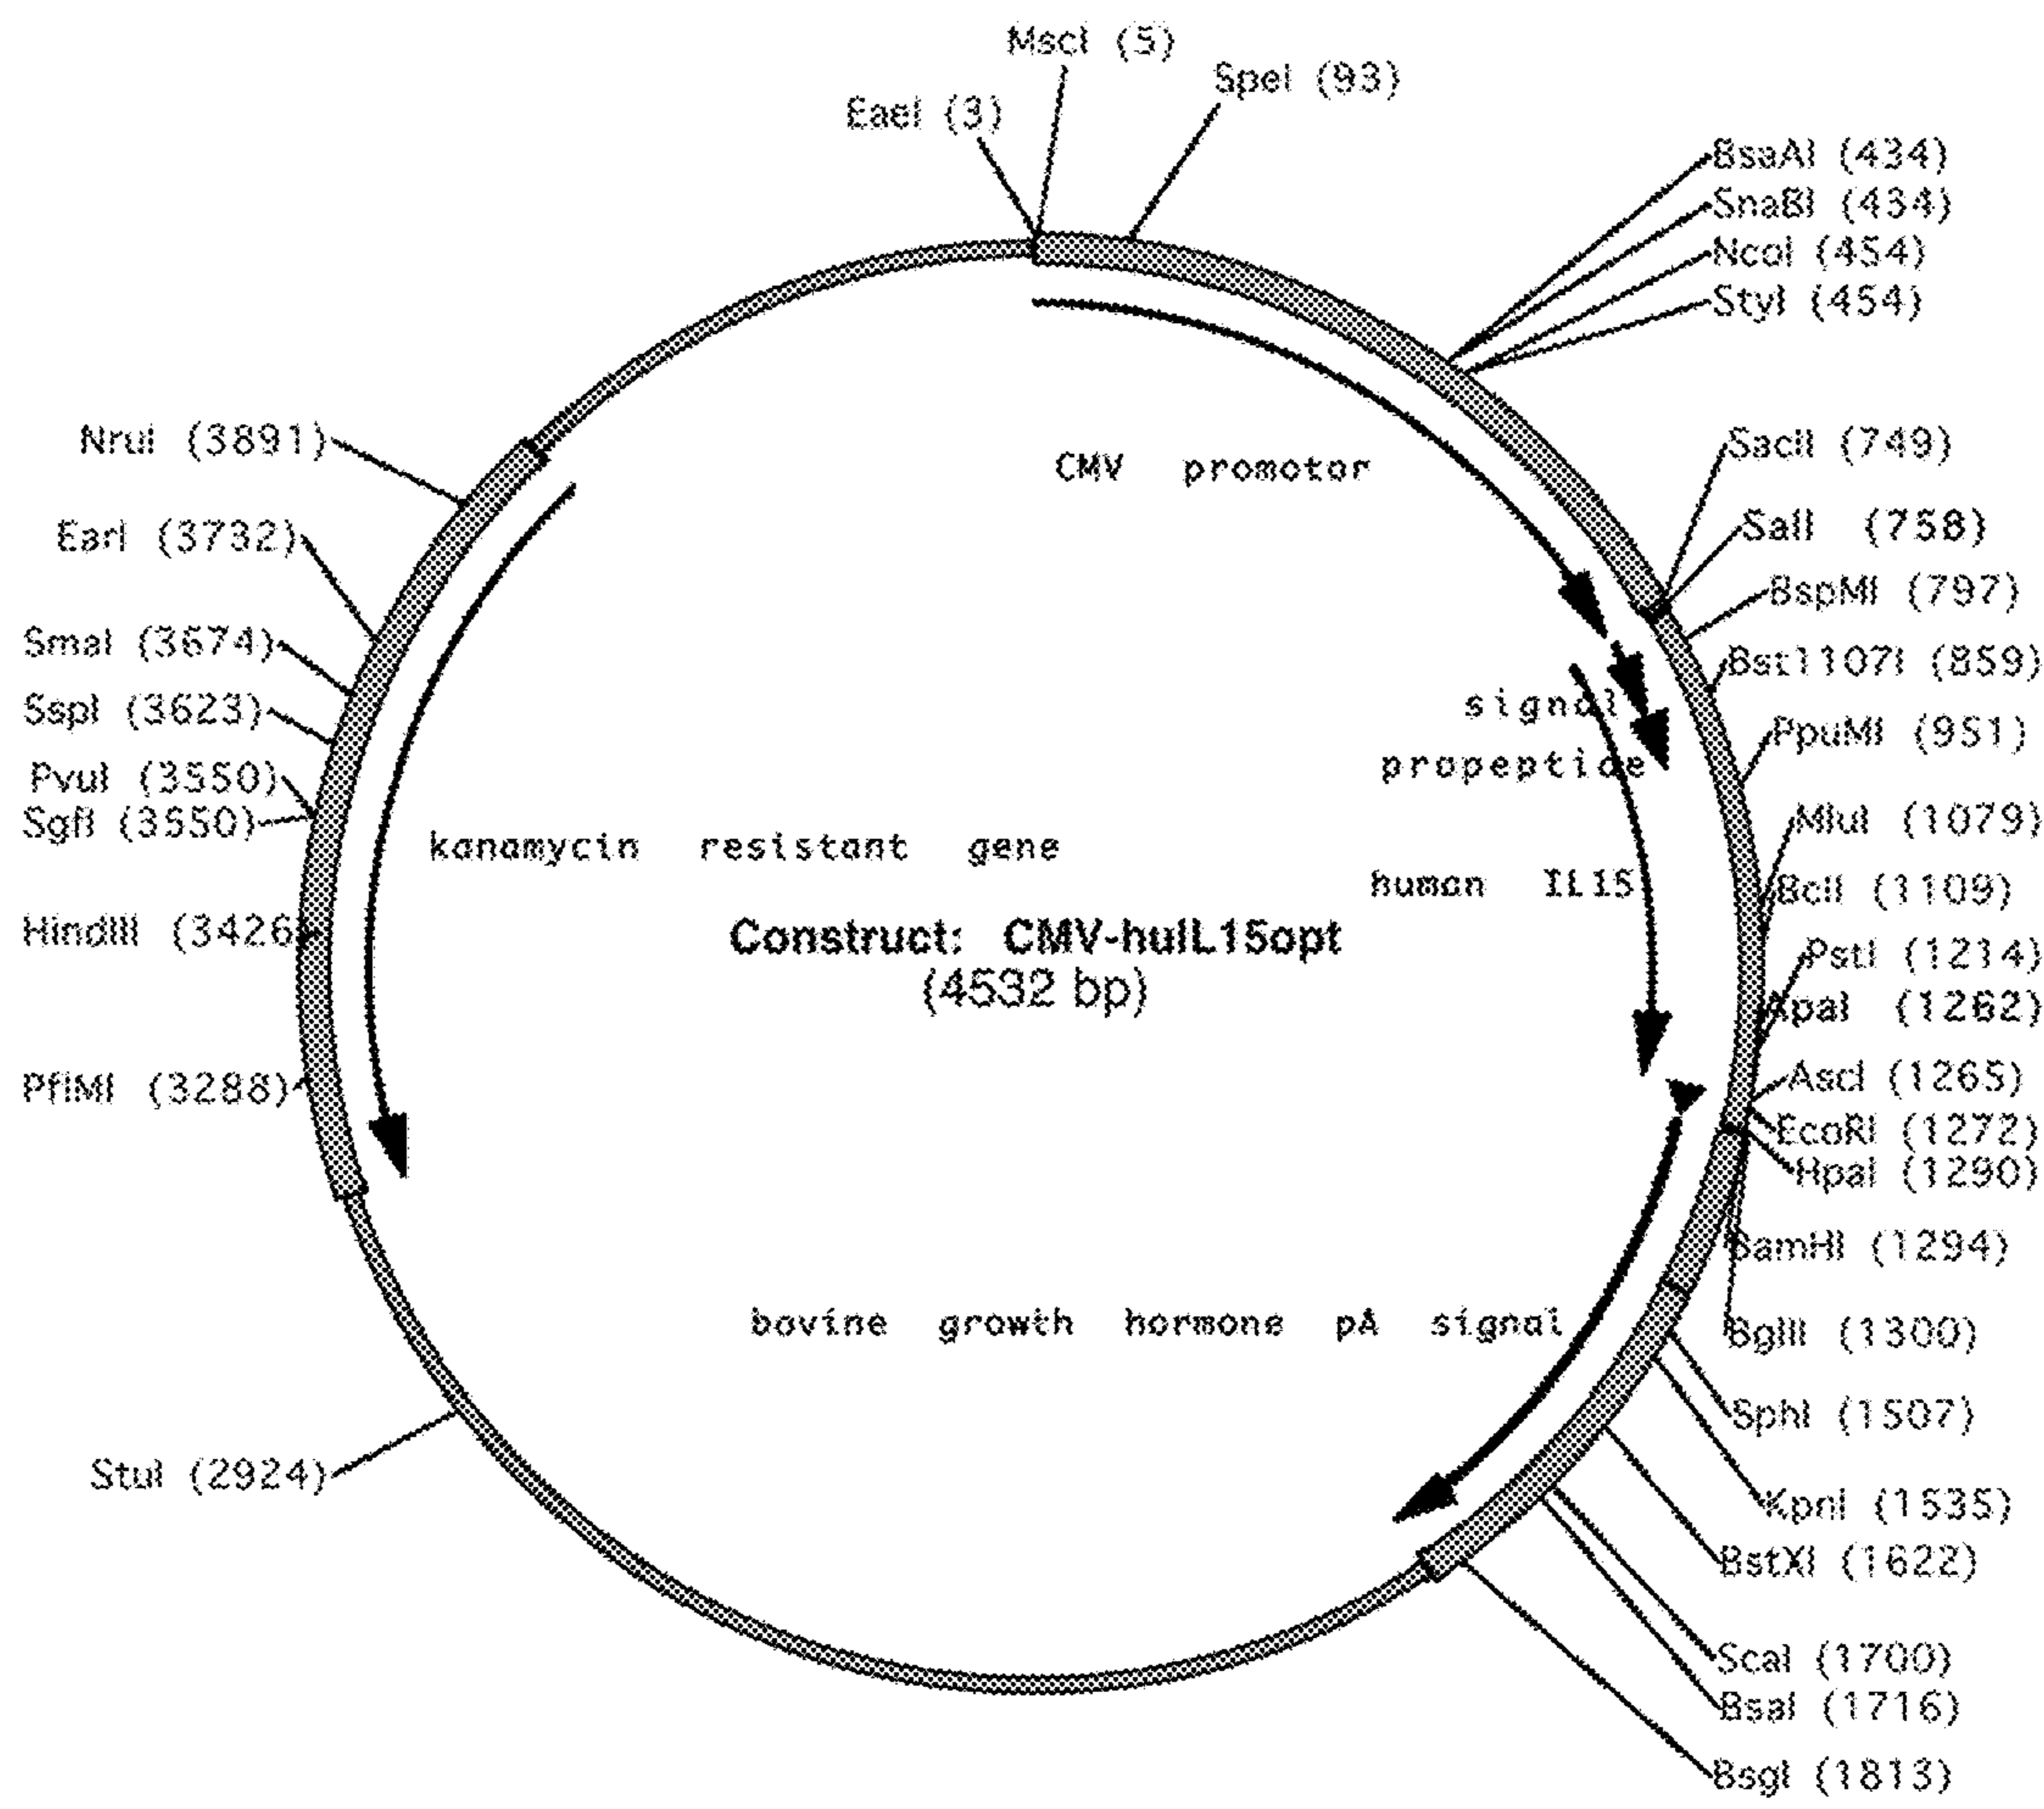 MscI (5)
SpeI (93)
EaeI (3)
BsaAI (434)
SnaBI (434)
NcoI (454)
StyI (454)
SacII (749)
SalI (758)
BspMI (797)
Bst1107I (859)
PpuMI (951)
MluI (1079)
BclI (1109)
PstI (1214)
ApaI (1262)
AscI (1265)
EcoRI (1272)
HpaI (1290)
BamHI (1294)
BglII (1300)
SphI (1507)
KpnI (1535)
BstXI (1622)
ScaI (1700)
BsaI (1716)
BsgI (1813)
StuI (2924)
PflMI (3288)
HindIII (3426)
SgfI (3550)
PvuI (3550)
SspI (3623)
SmaI (3674)
EarI (3732)
NruI (3891)
CMV promotor
signal
propeptide
kanamycin resistant gene
human IL15
Construct: CMV-huIL15opt
(4532 bp)
bovine growth hormone pA signal